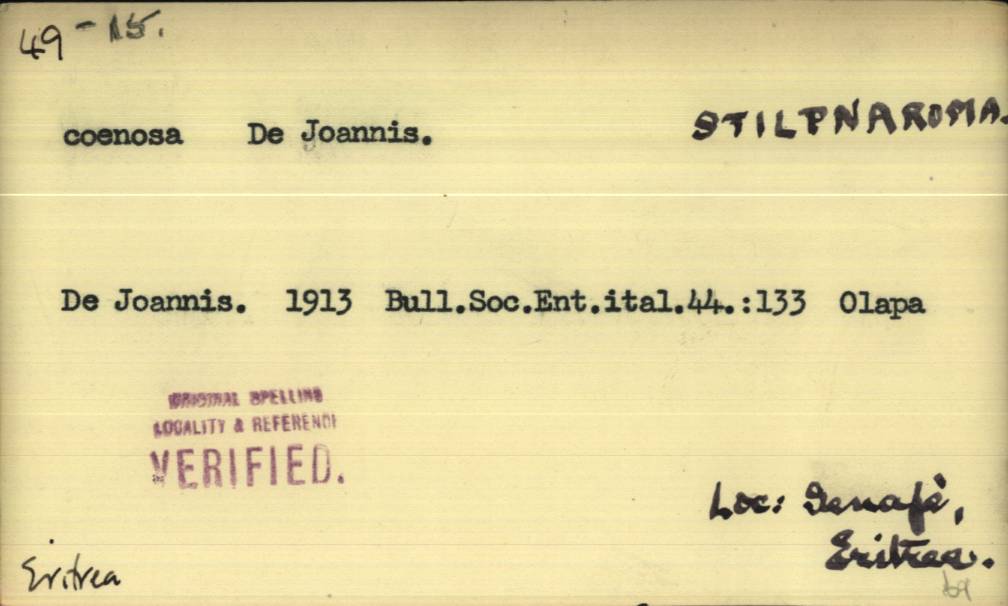 49 - 15.
coenosa De Joannis. STILPNAROMA.
De Joannis. 1913 Bull.Soc.Ent.ital.44.:133 Olapa
ORIGINAL SPELLING
LOCALITY & REFERENCE
VERIFIED.
Loc: Senafè,
Eritrea.
Eritrea